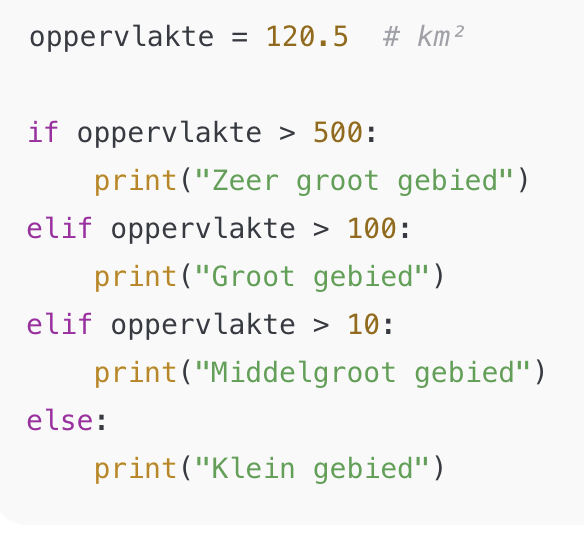 oppervlakte = 120.5  # km²

if oppervlakte > 500:
    print("Zeer groot gebied")
elif oppervlakte > 100:
    print("Groot gebied")
elif oppervlakte > 10:
    print("Middelgroot gebied")
else:
    print("Klein gebied")